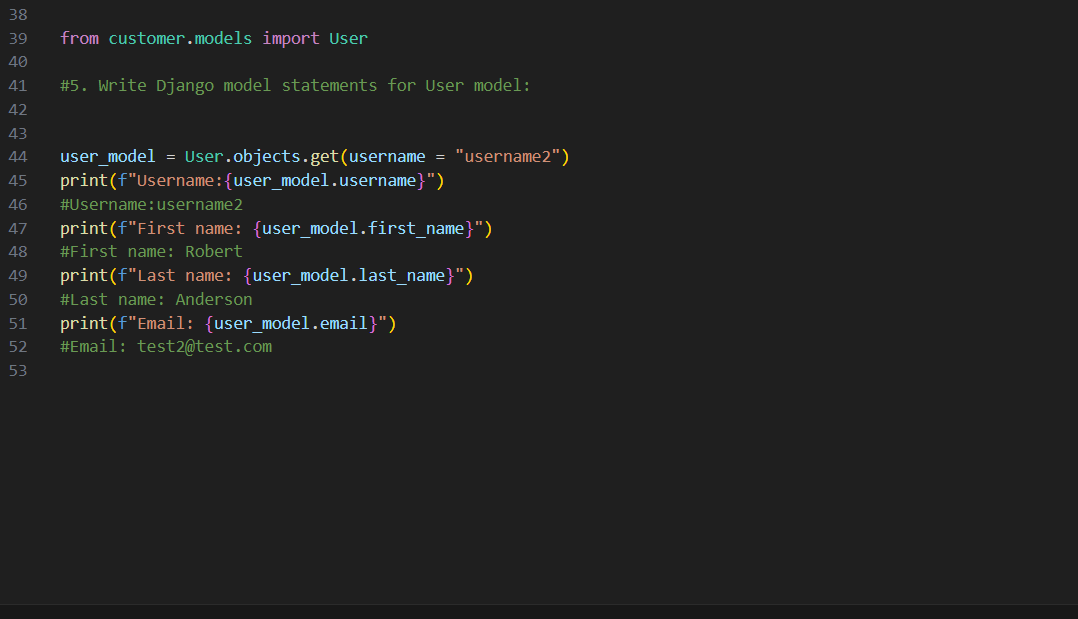 38
39 from customer.models import User
40
41 #5. Write Django model statements for User model:
42
43
44 user_model = User.objects.get(username = "username2")
45 print(f"Username:{user_model.username}")
46 #Username:username2
47 print(f"First name: {user_model.first_name}")
48 #First name: Robert
49 print(f"Last name: {user_model.last_name}")
50 #Last name: Anderson
51 print(f"Email: {user_model.email}")
52 #Email: test2@test.com
53